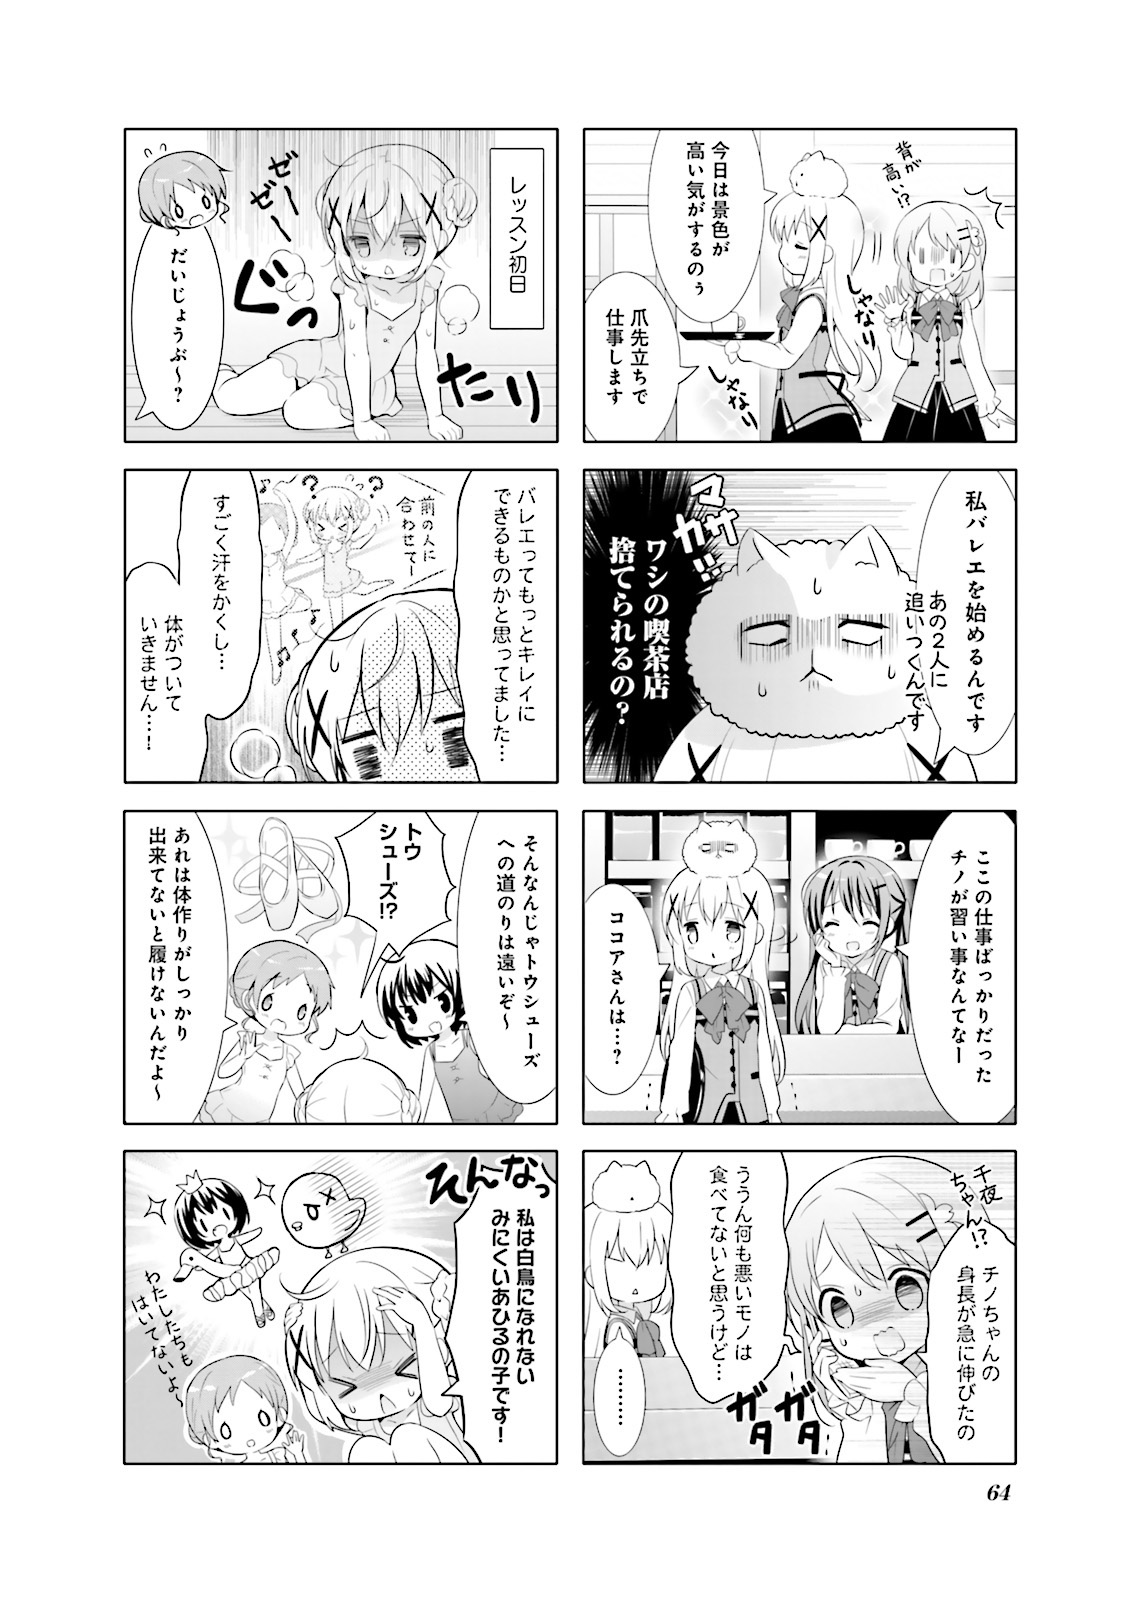 背が
高い!?
今日は景色が
高い気がするのぅ
しゃなり
しゃなり
爪先立ちで
仕事します
私バレエを始めるんです
あの2人に
追いつくんです
マサカ!!
ワシの喫茶店
捨てられるの?
ここの仕事ばっかりだった
チノが習い事なんてなー
ココアさんは…?
千夜
ちゃん!?
チノちゃんの
身長が急に伸びたの
ううん何も悪いモノは
食べてないと思うけど…
ガタ
ガタ
………
レッスン初日
ぜー
ぜー
ぐっ
たり
だいじょうぶ〜?
バレエってもっとキレイに
できるものかと思ってました…
前の人に
合わせてー
すごく汗をかくし…
体がついて
いきません…!
そんなんじゃトウシューズ
への道のりは遠いぞ〜
トウ
シューズ!?
あれは体作りがしっかり
出来てないと履けないんだよ〜
そんなっ
私は白鳥になれない
みにくいあひるの子です!
わたしたちも
はいてないよ〜
64